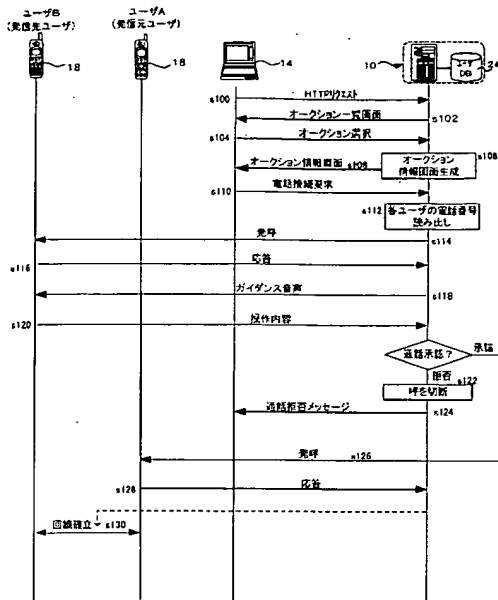 ユーザB
(発信先ユーザ)
ユーザA
(発信元ユーザ)
18
18
14
10
ユーザ
DB
24
s100
HTTPリクエスト
オークション一覧画面
s102
s104
オークション選択
オークション情報画面
s108
オークション
情報画面生成
s106
s110
電話接続要求
s112
各ユーザの電話番号
読み出し
発呼
s114
s116
応答
ガイダンス音声
s118
s120
操作内容
通話承諾?
承諾
拒否
s122
呼を切断
通話拒否メッセージ
s124
発呼
s126
s128
応答
回線確立
s130